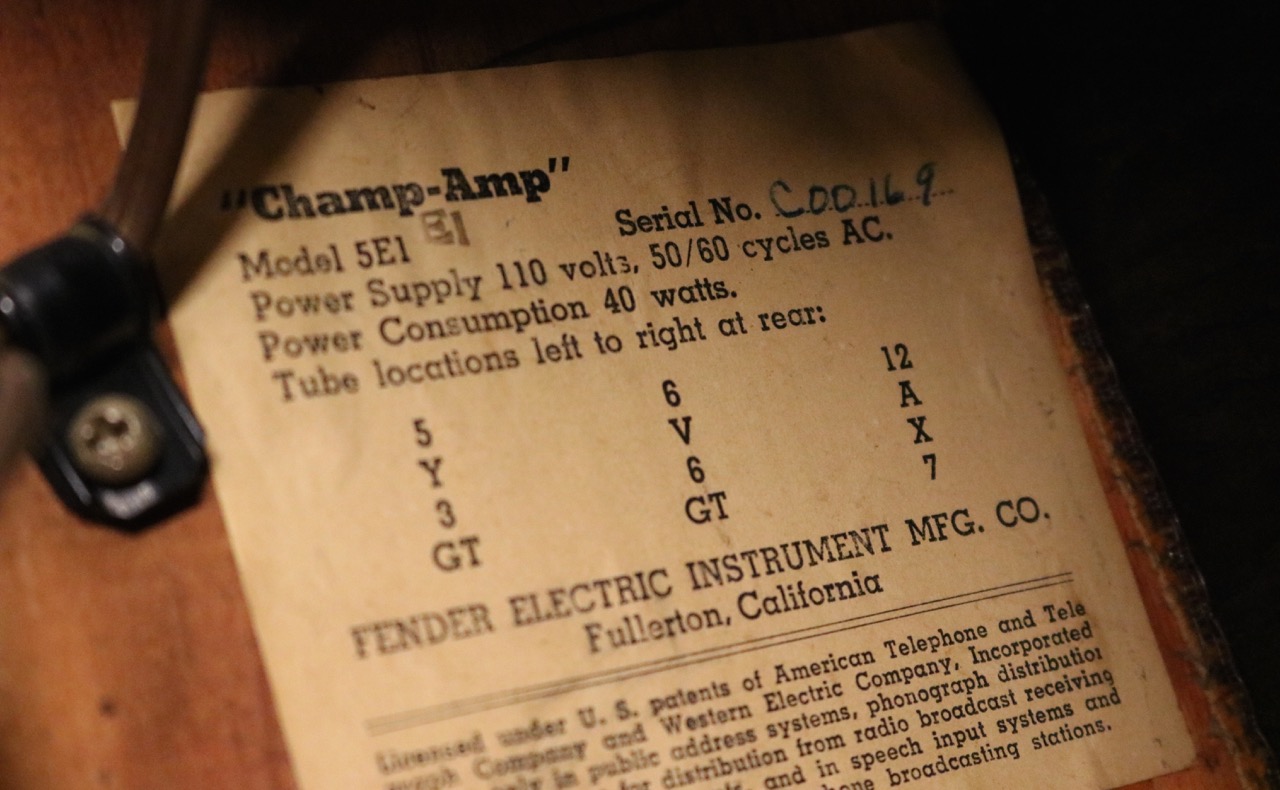 "Champ-Amp"
Model 5E1 E1 Serial No. C00169
Power Supply 110 volts, 50/60 cycles AC.
Power Consumption 40 watts.
Tube locations left to right at rear:
5 6 12
Y V A
3 6 X
GT GT 7
FENDER ELECTRIC INSTRUMENT MFG. CO.
Fullerton, California
Licensed under U. S. patents of American Telephone and Tele
Company and Western Electric Company, Incorporated
in public address systems, phonograph distribution
for distribution from radio broadcast receiving
and in speech input systems and
broadcasting stations.